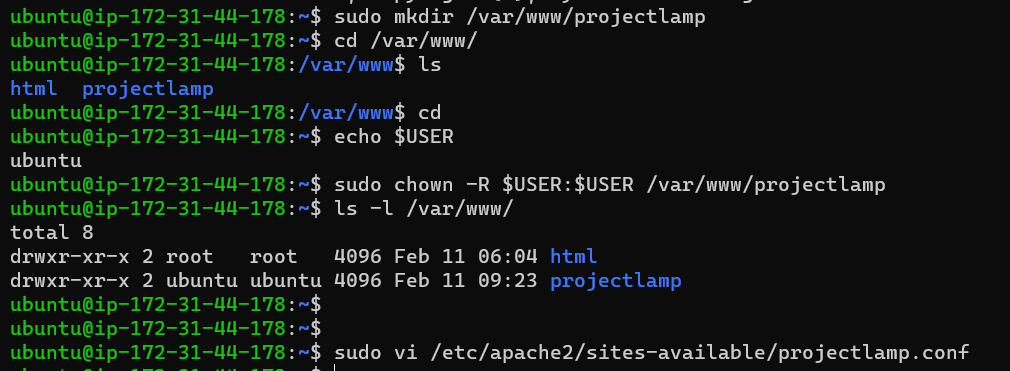 ubuntu@ip-172-31-44-178:~$ sudo mkdir /var/www/projectlamp
ubuntu@ip-172-31-44-178:~$ cd /var/www/
ubuntu@ip-172-31-44-178:/var/www$ ls
html  projectlamp
ubuntu@ip-172-31-44-178:/var/www$ cd
ubuntu@ip-172-31-44-178:~$ echo $USER
ubuntu
ubuntu@ip-172-31-44-178:~$ sudo chown -R $USER:$USER /var/www/projectlamp
ubuntu@ip-172-31-44-178:~$ ls -l /var/www/
total 8
drwxr-xr-x 2 root   root   4096 Feb 11 06:04 html
drwxr-xr-x 2 ubuntu ubuntu 4096 Feb 11 09:23 projectlamp
ubuntu@ip-172-31-44-178:~$
ubuntu@ip-172-31-44-178:~$
ubuntu@ip-172-31-44-178:~$ sudo vi /etc/apache2/sites-available/projectlamp.conf